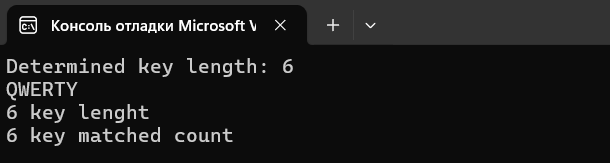 Консоль отладки Microsoft V
Determined key length: 6
QWERTY
6 key lenght
6 key matched count